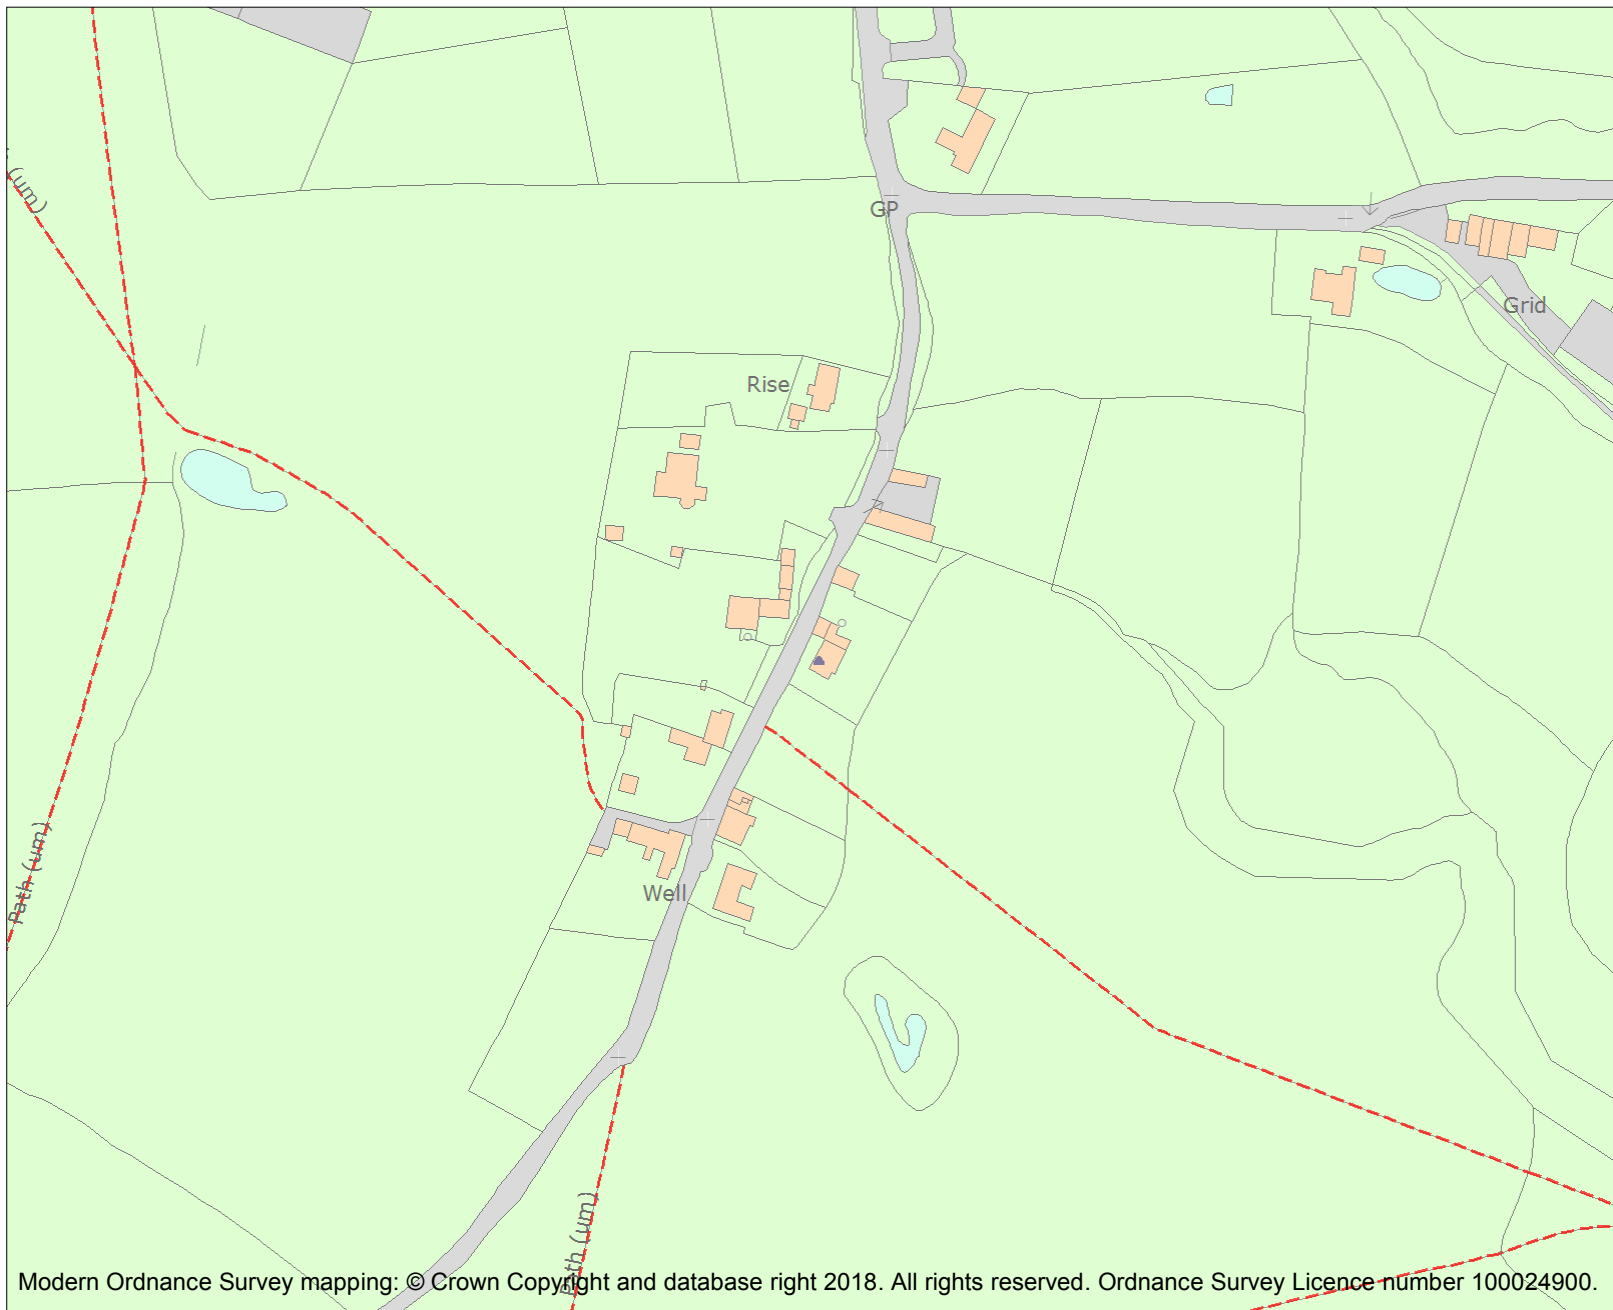 (um)
GP
Grid
Rise
Path (um)
Well
Path (um)
Modern Ordnance Survey mapping: © Crown Copyright and database right 2018. All rights reserved. Ordnance Survey Licence number 100024900.